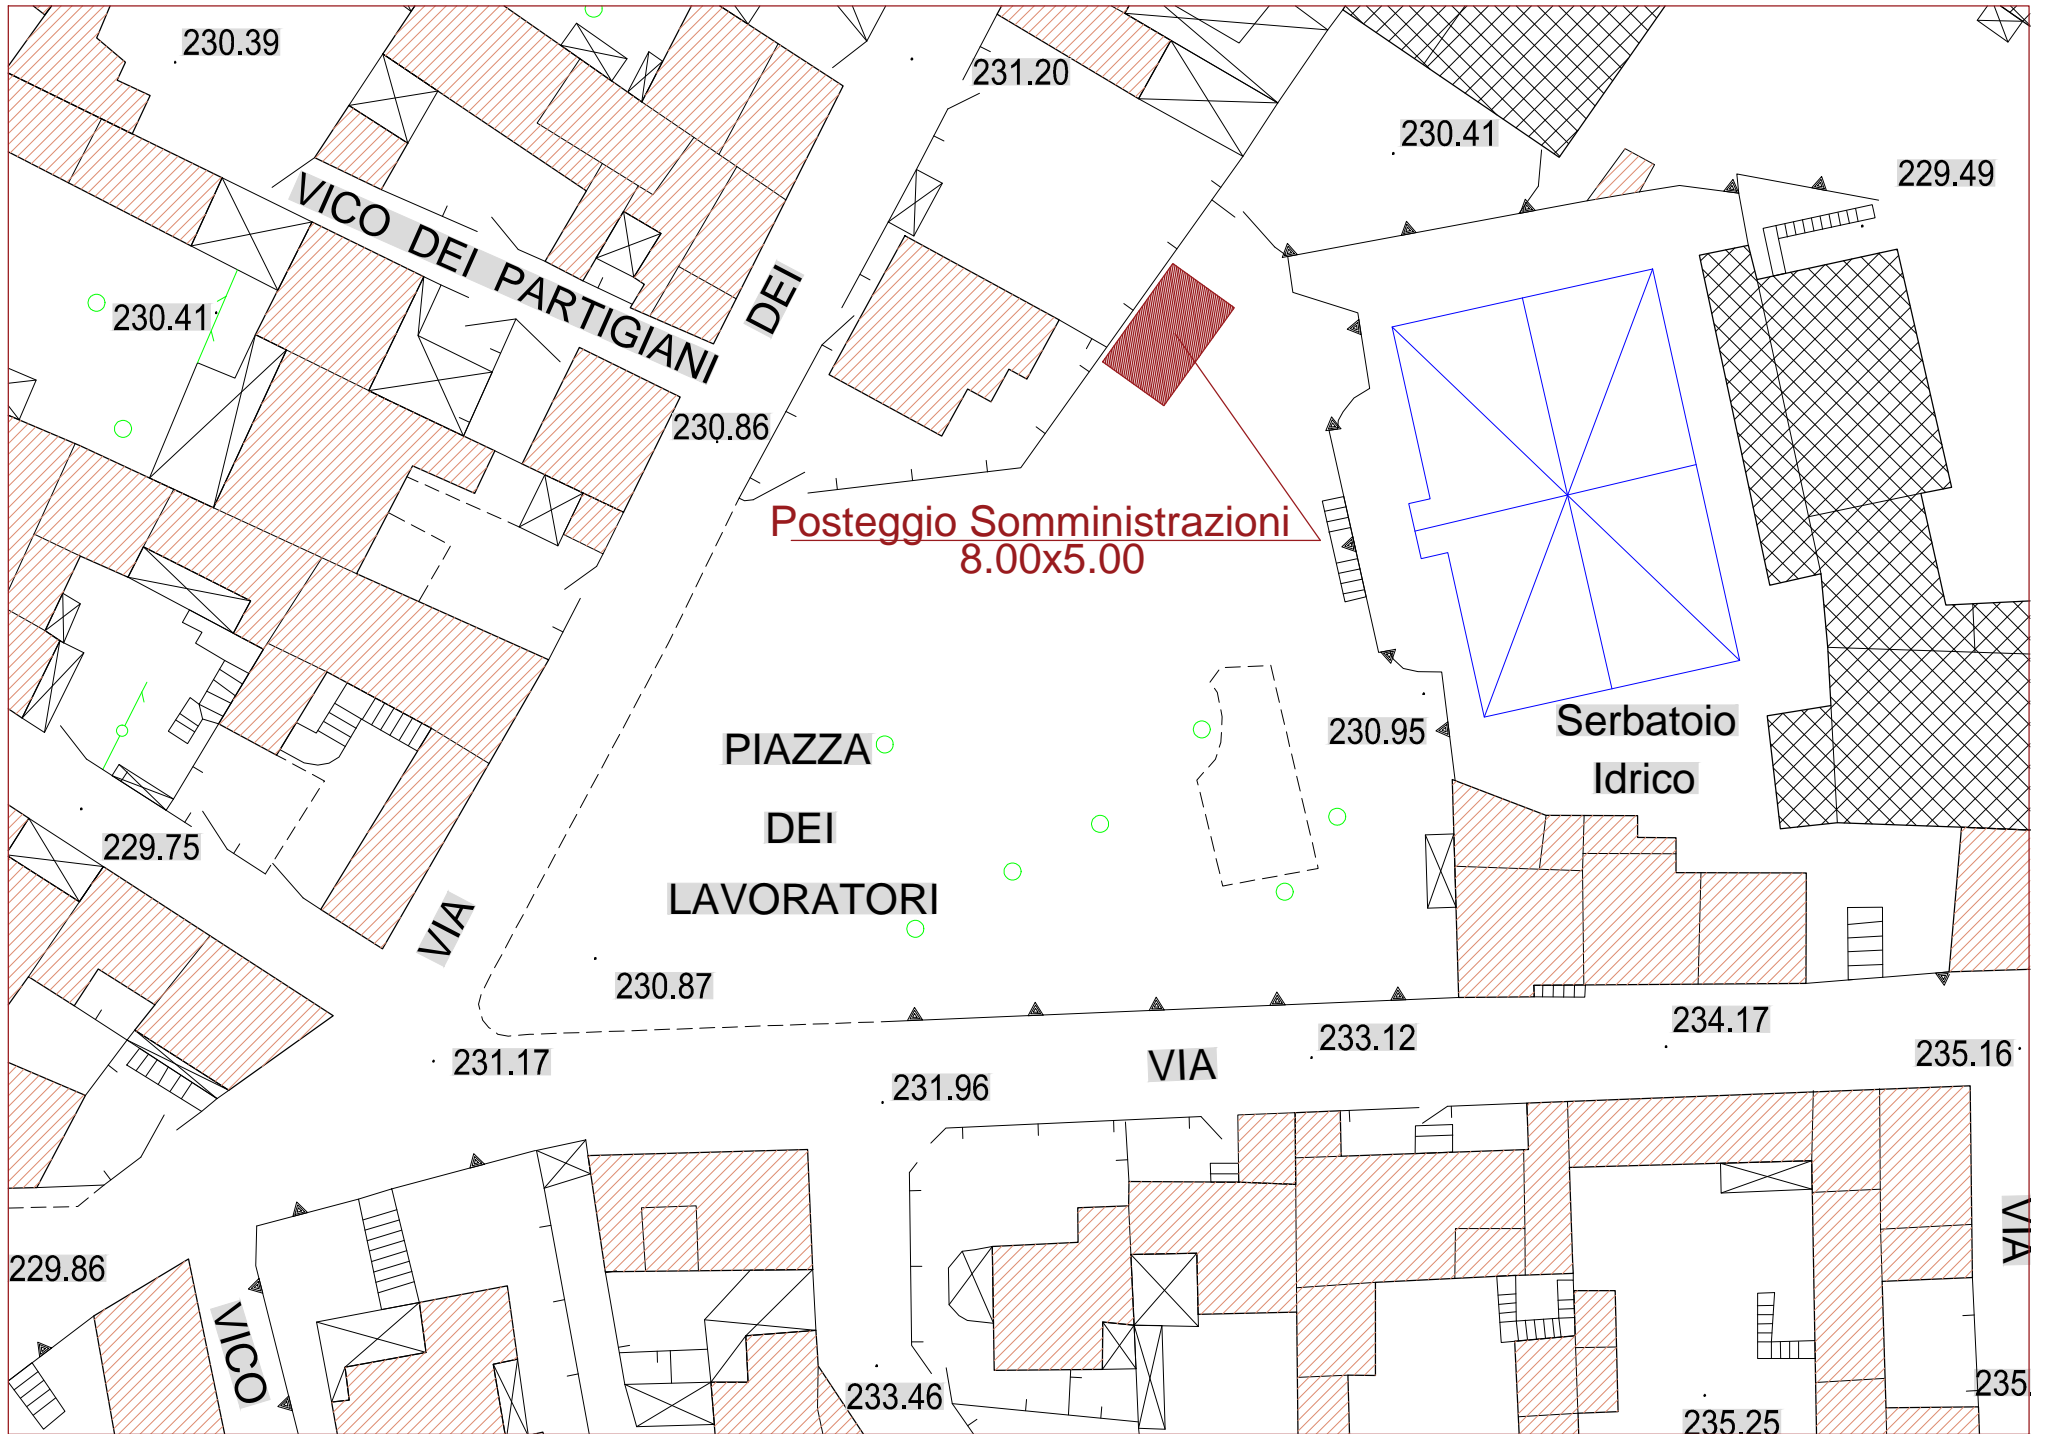 230.39
231.20
230.41
229.49
VICO DEI PARTIGIANI
DEI
230.41
230.86
Posteggio Somministrazioni
8.00x5.00
PIAZZA
DEI
LAVORATORI
230.95
Serbatoio
Idrico
229.75
VIA
230.87
231.17
231.96
VIA
233.12
234.17
235.16
229.86
VICO
233.46
VIA
235.
235.25